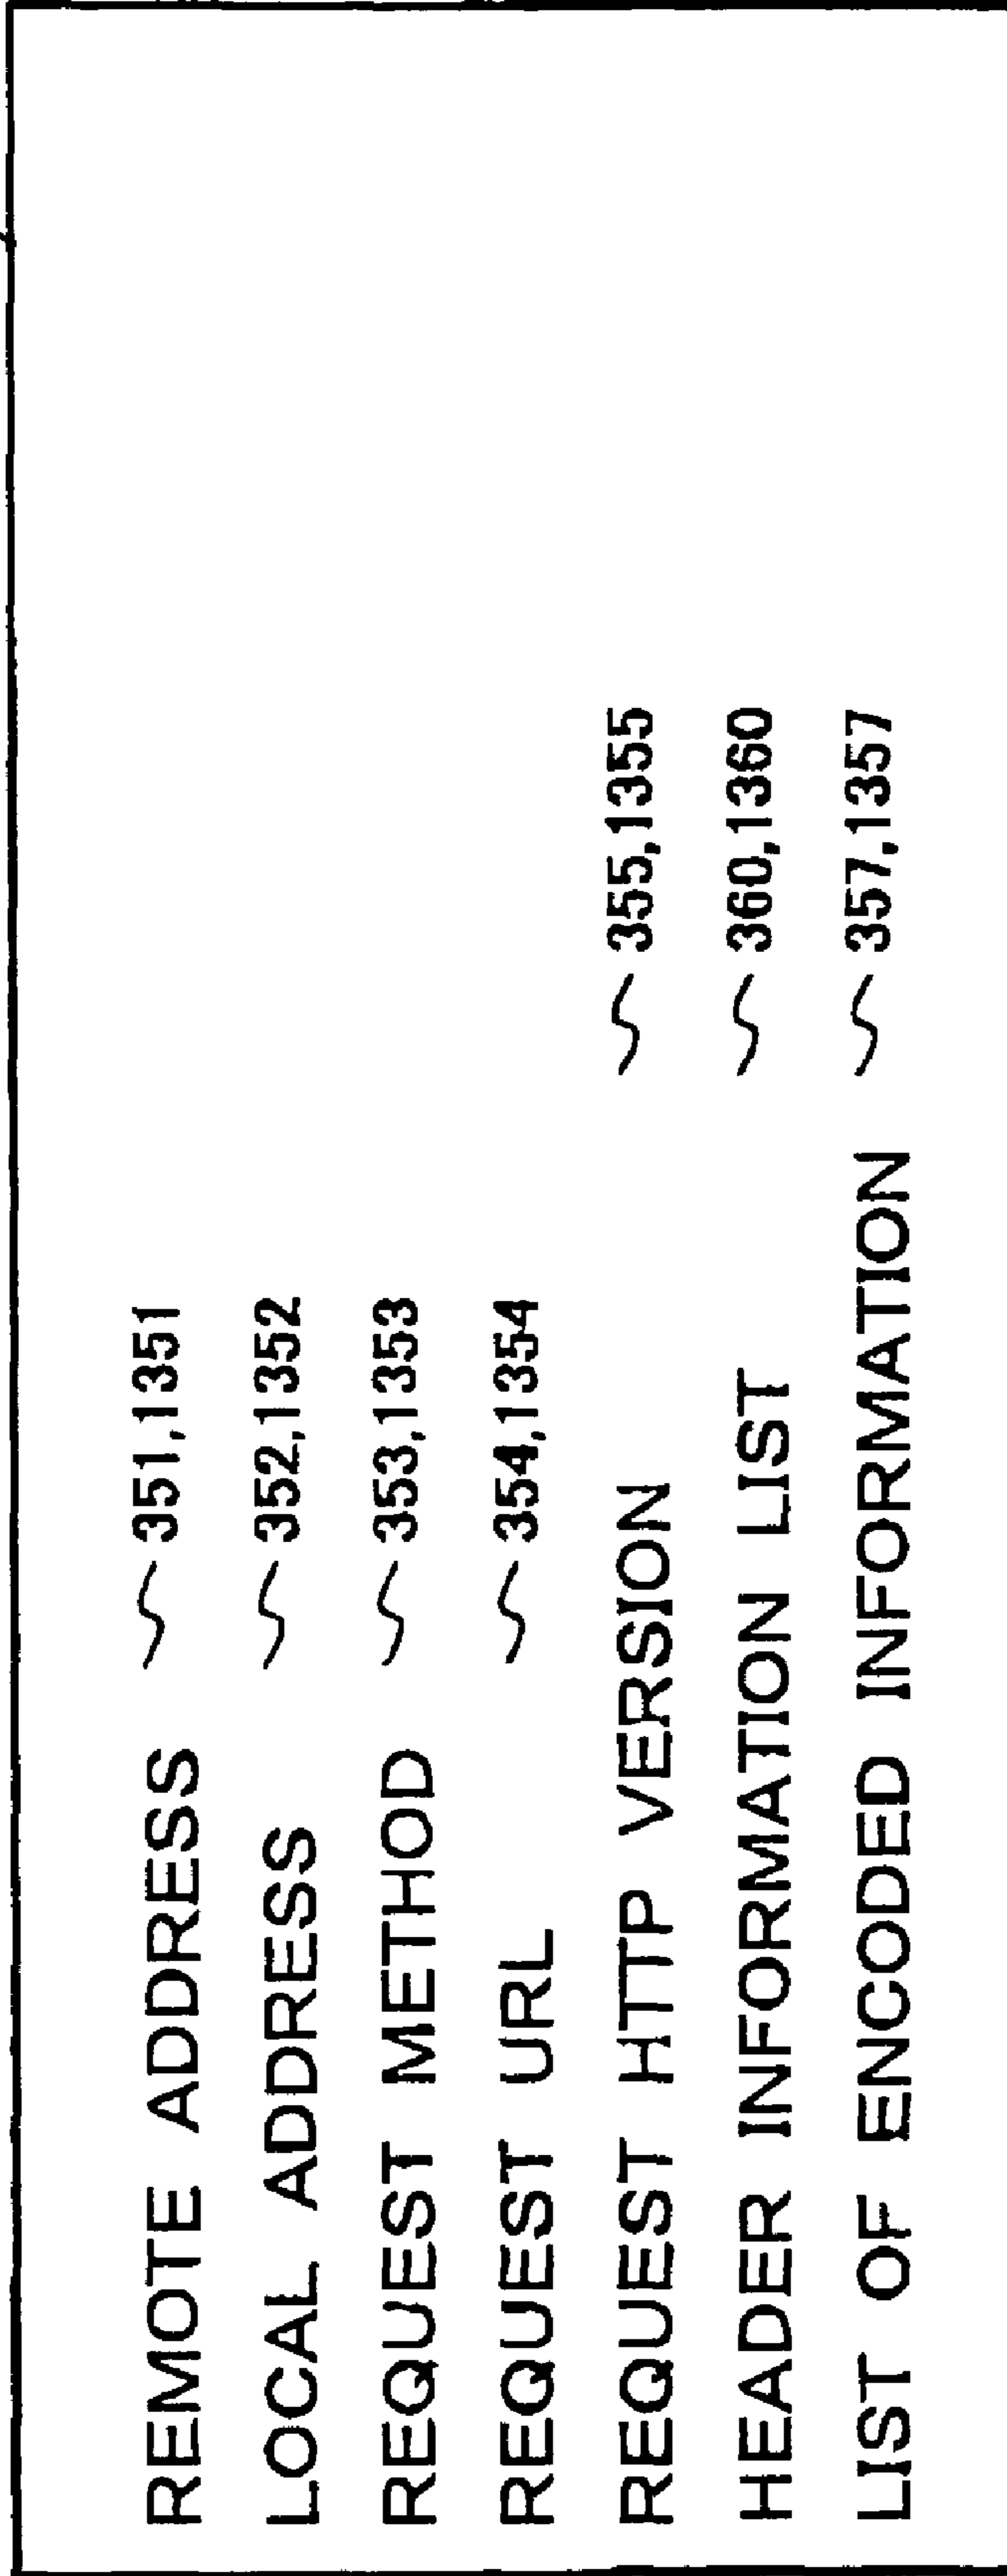 REMOTE ADDRESS 351,1351
LOCAL ADDRESS 352,1352
REQUEST METHOD 353,1353
REQUEST URL 354,1354
REQUEST HTTP VERSION 355,1355
HEADER INFORMATION LIST 360,1360
LIST OF ENCODED INFORMATION 357,1357